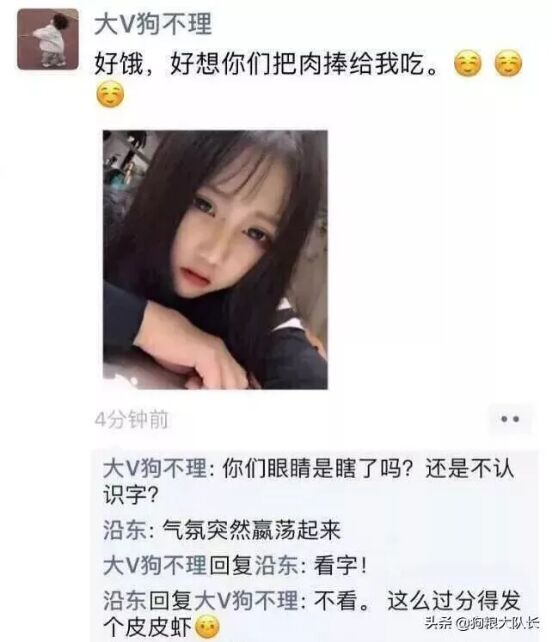 大V狗不理
好饿，好想你们把肉捧给我吃。
4分钟前
大V狗不理: 你们眼睛是瞎了吗？还是不认
识字？
沿东: 气氛突然嬴荡起来
大V狗不理回复沿东: 看字！
沿东回复大V狗不理: 不看。这么过分得发
个皮皮虾
头条@狗粮大队长